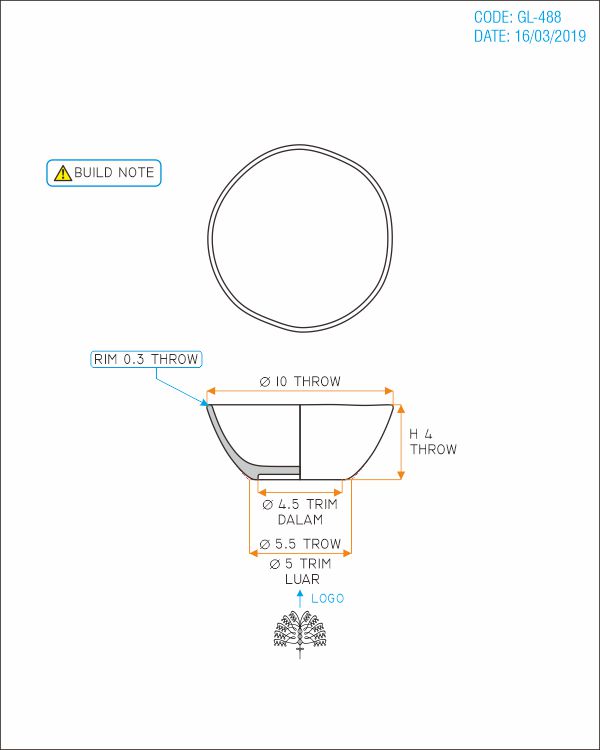 CODE: GL-488
DATE: 16/03/2019
BUILD NOTE
RIM 0.3 THROW
Ø 10 THROW
H 4
THROW
Ø 4.5 TRIM
DALAM
Ø 5.5 TROW
Ø 5 TRIM
LUAR
LOGO